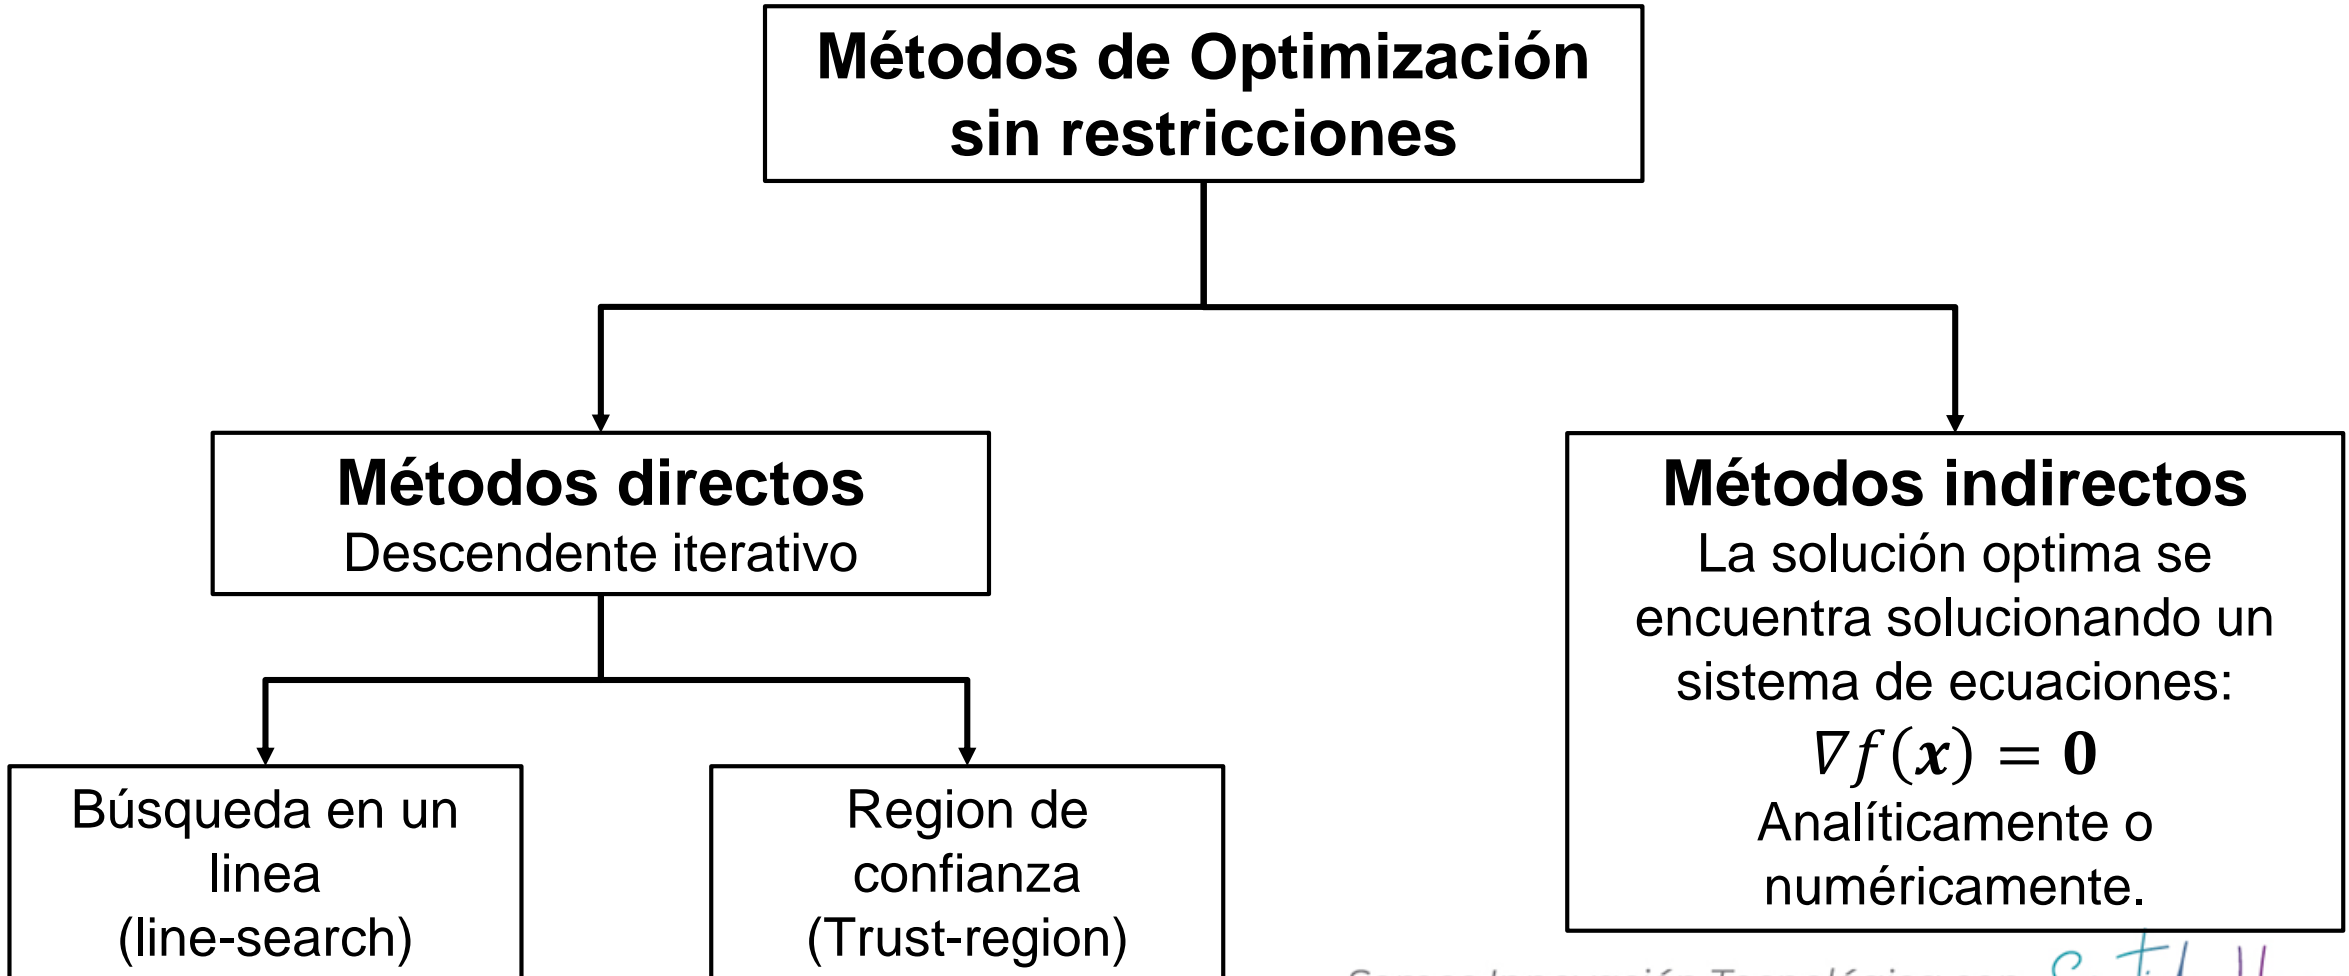 Métodos de Optimización
sin restricciones
Métodos directos
Descendente iterativo
Métodos indirectos
La solución optima se
encuentra solucionando un
sistema de ecuaciones:
∇f(x) = 0
Analíticamente o
numéricamente.
Búsqueda en un
linea
(line-search)
Region de
confianza
(Trust-region)